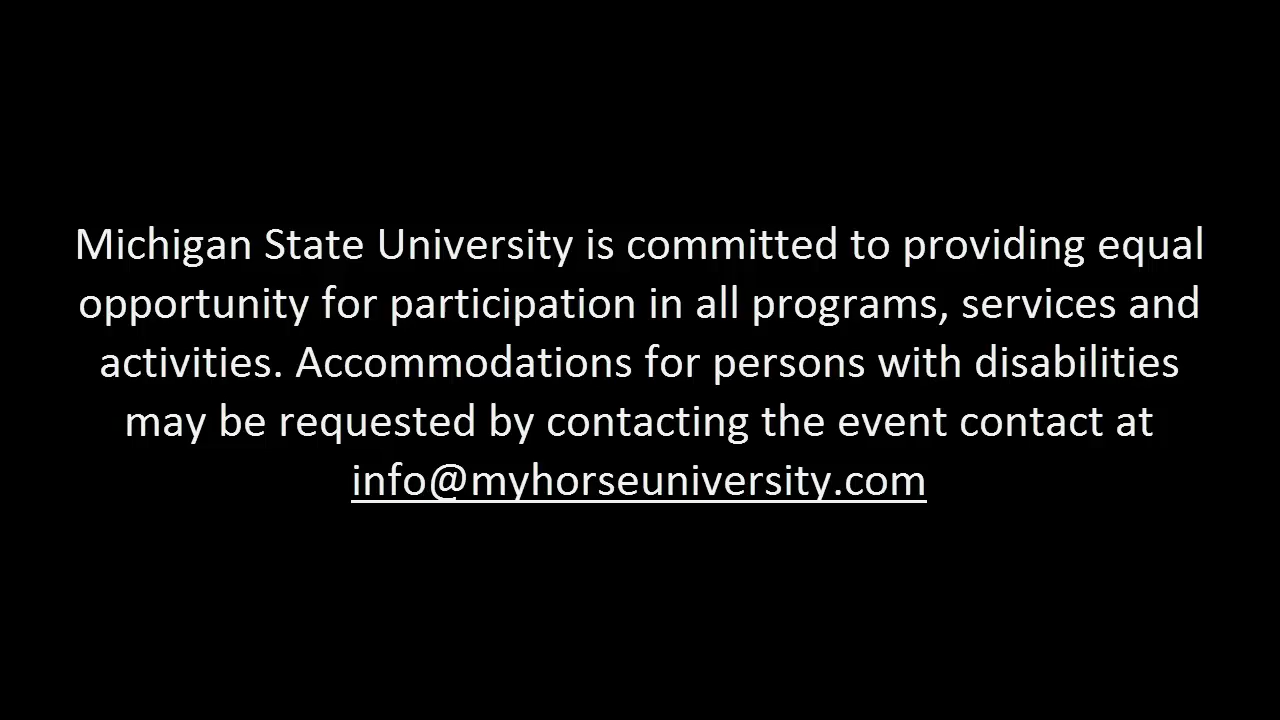 Michigan State University is committed to providing equal
opportunity for participation in all programs, services and
activities. Accommodations for persons with disabilities
may be requested by contacting the event contact at
info@myhorseuniversity.com